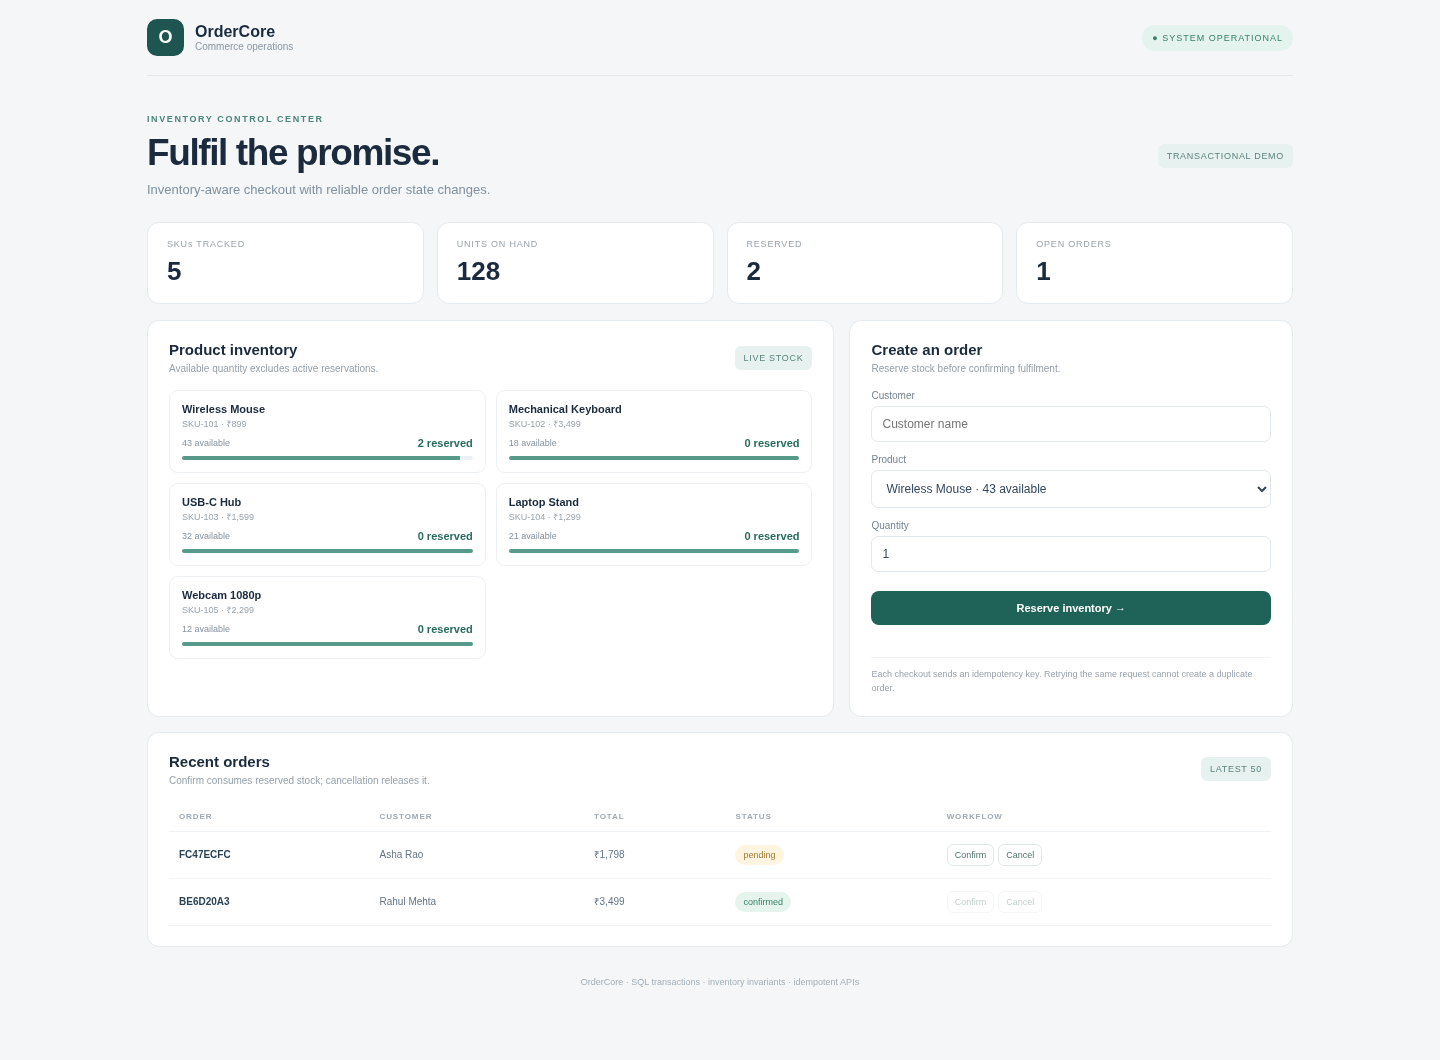 O
OrderCore
Commerce operations
● SYSTEM OPERATIONAL
INVENTORY CONTROL CENTER
Fulfil the promise.
Inventory-aware checkout with reliable order state changes.
TRANSACTIONAL DEMO
SKUs TRACKED
5
UNITS ON HAND
128
RESERVED
2
OPEN ORDERS
1
Product inventory
Available quantity excludes active reservations.
LIVE STOCK
Wireless Mouse
SKU-101 · ₹899
43 available 2 reserved
Mechanical Keyboard
SKU-102 · ₹3,499
18 available 0 reserved
USB-C Hub
SKU-103 · ₹1,599
32 available 0 reserved
Laptop Stand
SKU-104 · ₹1,299
21 available 0 reserved
Webcam 1080p
SKU-105 · ₹2,299
12 available 0 reserved
Create an order
Reserve stock before confirming fulfilment.
Customer
Customer name
Product
Wireless Mouse · 43 available
Quantity
1
Reserve inventory →
Each checkout sends an idempotency key. Retrying the same request cannot create a duplicate
order.
Recent orders
Confirm consumes reserved stock; cancellation releases it.
LATEST 50
ORDER CUSTOMER TOTAL STATUS WORKFLOW
FC47ECFC Asha Rao ₹1,798 pending Confirm Cancel
BE6D20A3 Rahul Mehta ₹3,499 confirmed Confirm Cancel
OrderCore · SQL transactions · inventory invariants · idempotent APIs